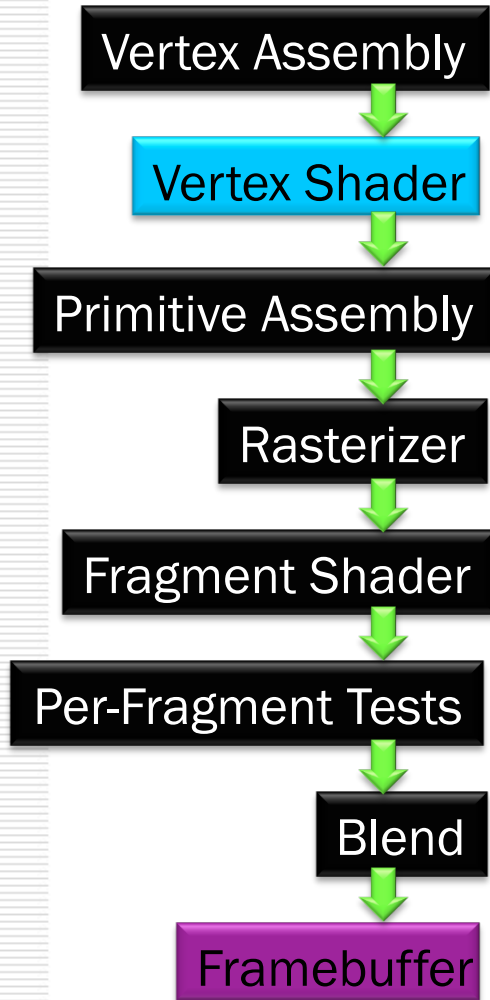 Vertex Assembly
Vertex Shader
Primitive Assembly
Rasterizer
Fragment Shader
Per-Fragment Tests
Blend
Framebuffer